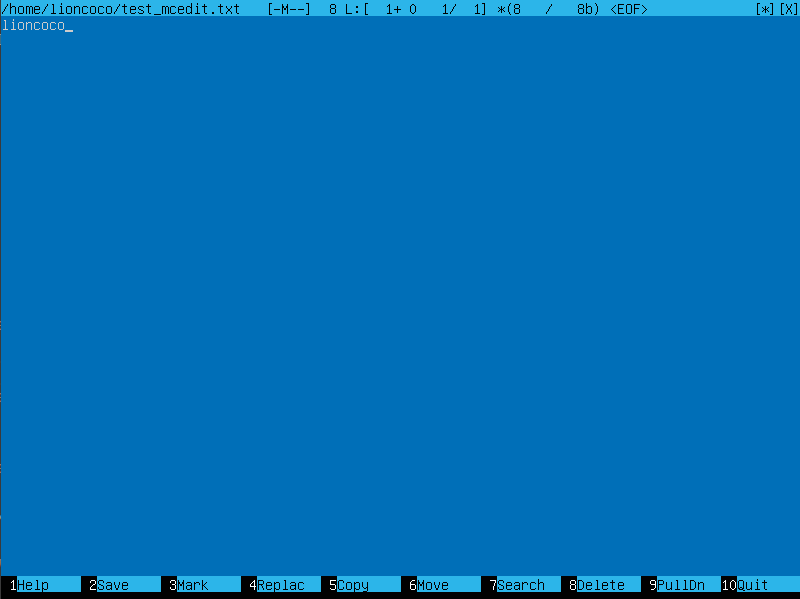 /home/lioncoco/test_mcedit.txt   [-M--]  8 L:[  1+ 0   1/  1] *(8   /   8b) <EOF>   [*][X]
lioncoco_
1Help   2Save   3Mark   4Replac   5Copy   6Move   7Search   8Delete   9PullDn   10Quit